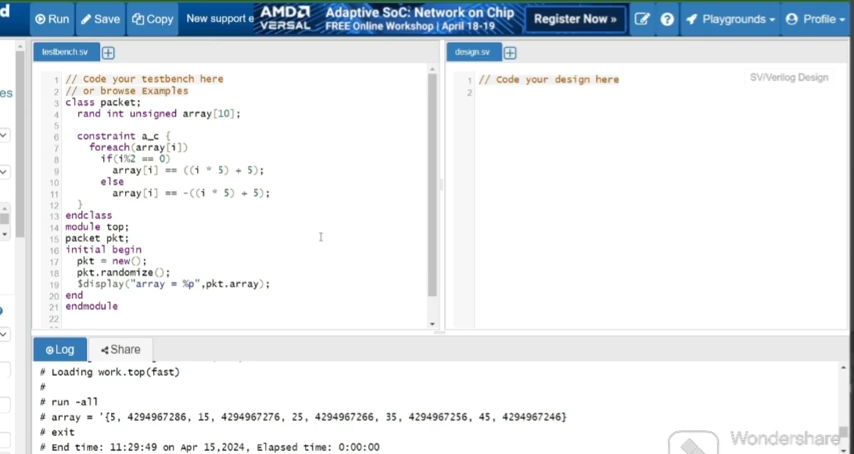 d
Run
Save
Copy
New support e
AMD
VERSAL
Adaptive SoC: Network on Chip
FREE Online Workshop | April 18-19
Register Now »
Playgrounds
Profile
es
testbench.sv
1 // Code your testbench here
2 // or browse Examples
3 class packet;
4 rand int unsigned array[10];
5
6 constraint a_c {
7 foreach(array[i])
8 if(i%2 == 0)
9 array[i] == ((i * 5) + 5);
10 else
11 array[i] == -((i * 5) + 5);
12 }
13 endclass
14 module top;
15 packet pkt;
16 initial begin
17 pkt = new();
18 pkt.randomize();
19 $display("array = %p",pkt.array);
20 end
21 endmodule
22
design.sv
1 // Code your design here
2
SV/Verilog Design
Log
Share
# Loading work.top(fast)
#
# run -all
# array = '{5, 4294967286, 15, 4294967276, 25, 4294967266, 35, 4294967256, 45, 4294967246}
# exit
# End time: 11:29:49 on Apr 15,2024, Elapsed time: 0:00:00
Wondershare